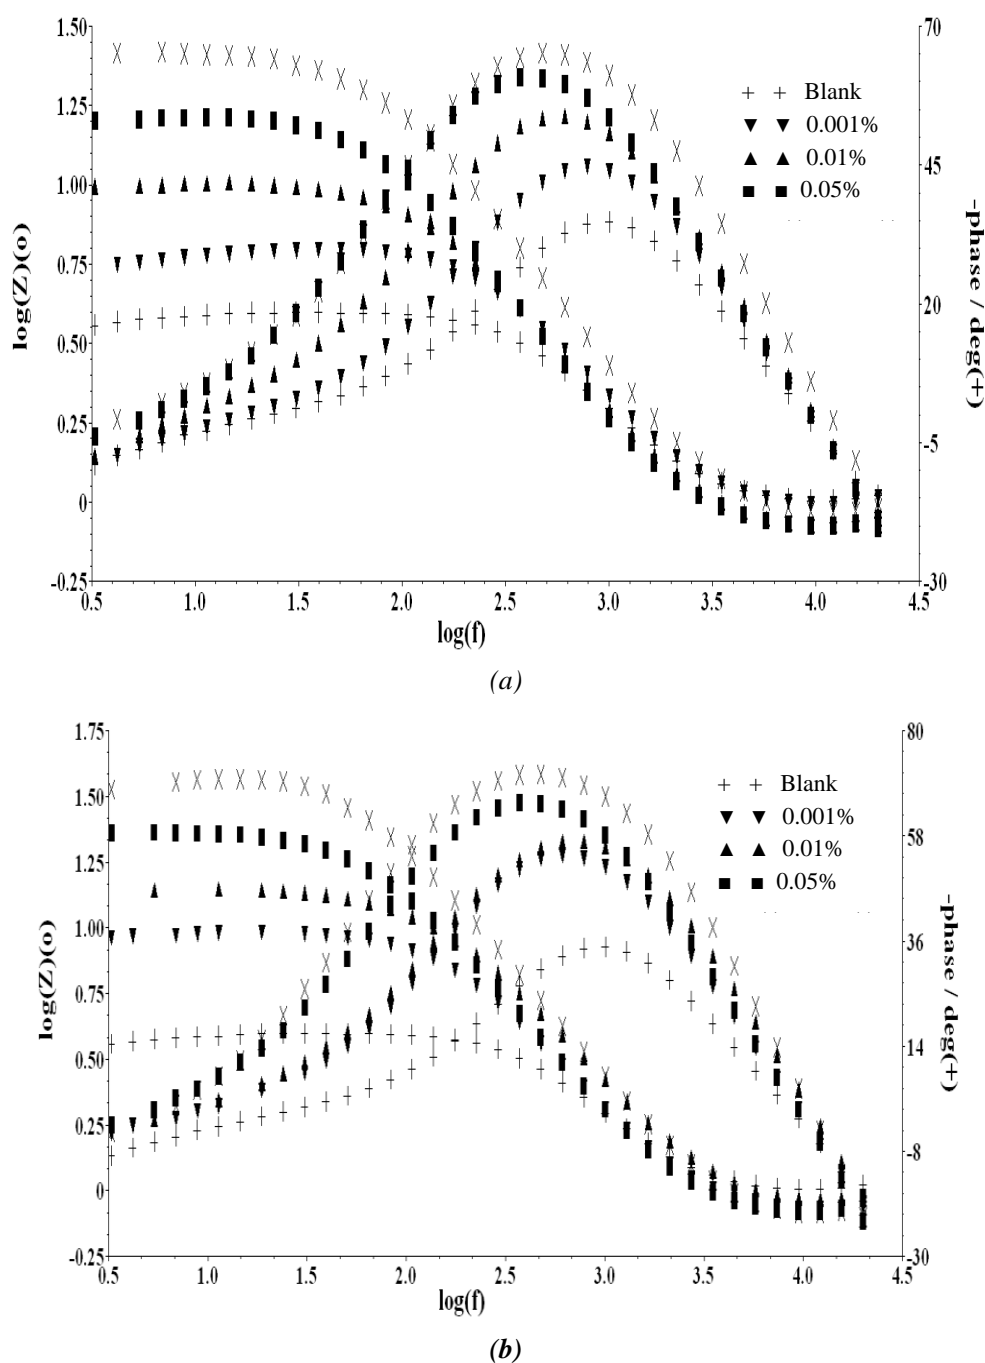 (a)
1.50
1.25
1.00
0.75
0.50
0.25
0
-0.25
log(Z)(o)
70
45
20
-5
-30
-phase / deg(+)
+ + Blank
▼ ▼ 0.001%
▲ ▲ 0.01%
■ ■ 0.05%
0.5 1.0 1.5 2.0 2.5 3.0 3.5 4.0 4.5
log(f)
(a)
1.75
1.50
1.25
1.00
0.75
0.50
0.25
0
-0.25
log(Z)(o)
80
58
36
14
-8
-30
-phase / deg(+)
+ + Blank
▼ ▼ 0.001%
▲ ▲ 0.01%
■ ■ 0.05%
0.5 1.0 1.5 2.0 2.5 3.0 3.5 4.0 4.5
log(f)
(b)